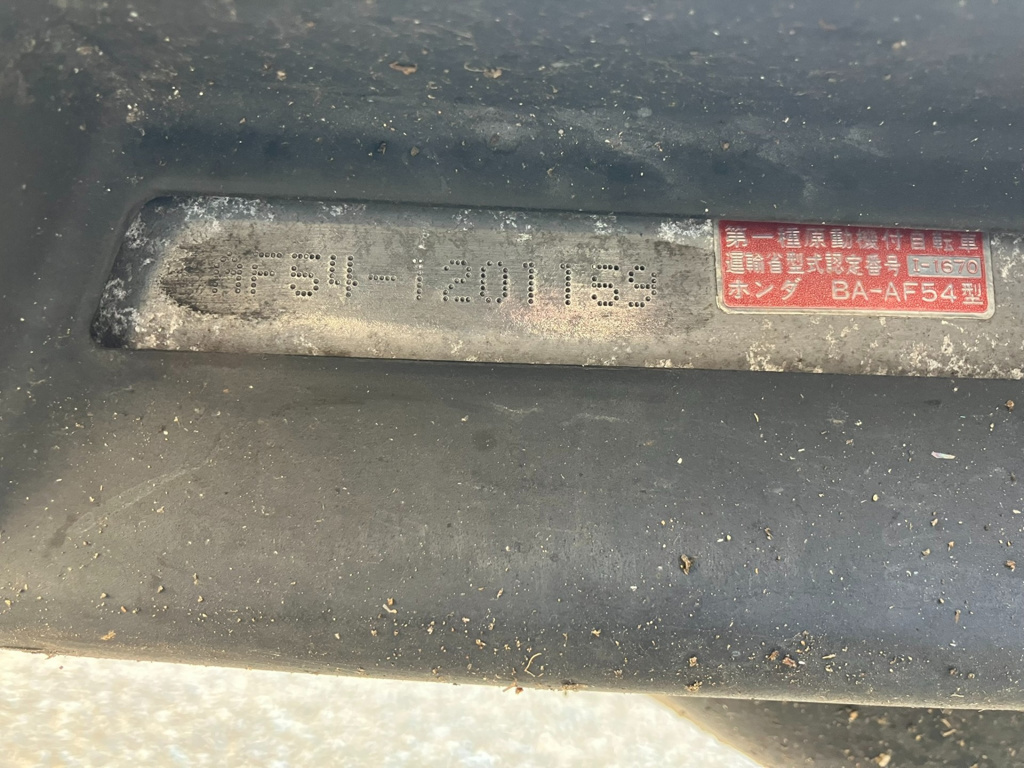 AF54-1201159
第一種原動機付自転車
運輸省型式認定番号 I-1670
ホンダ BA-AF54型